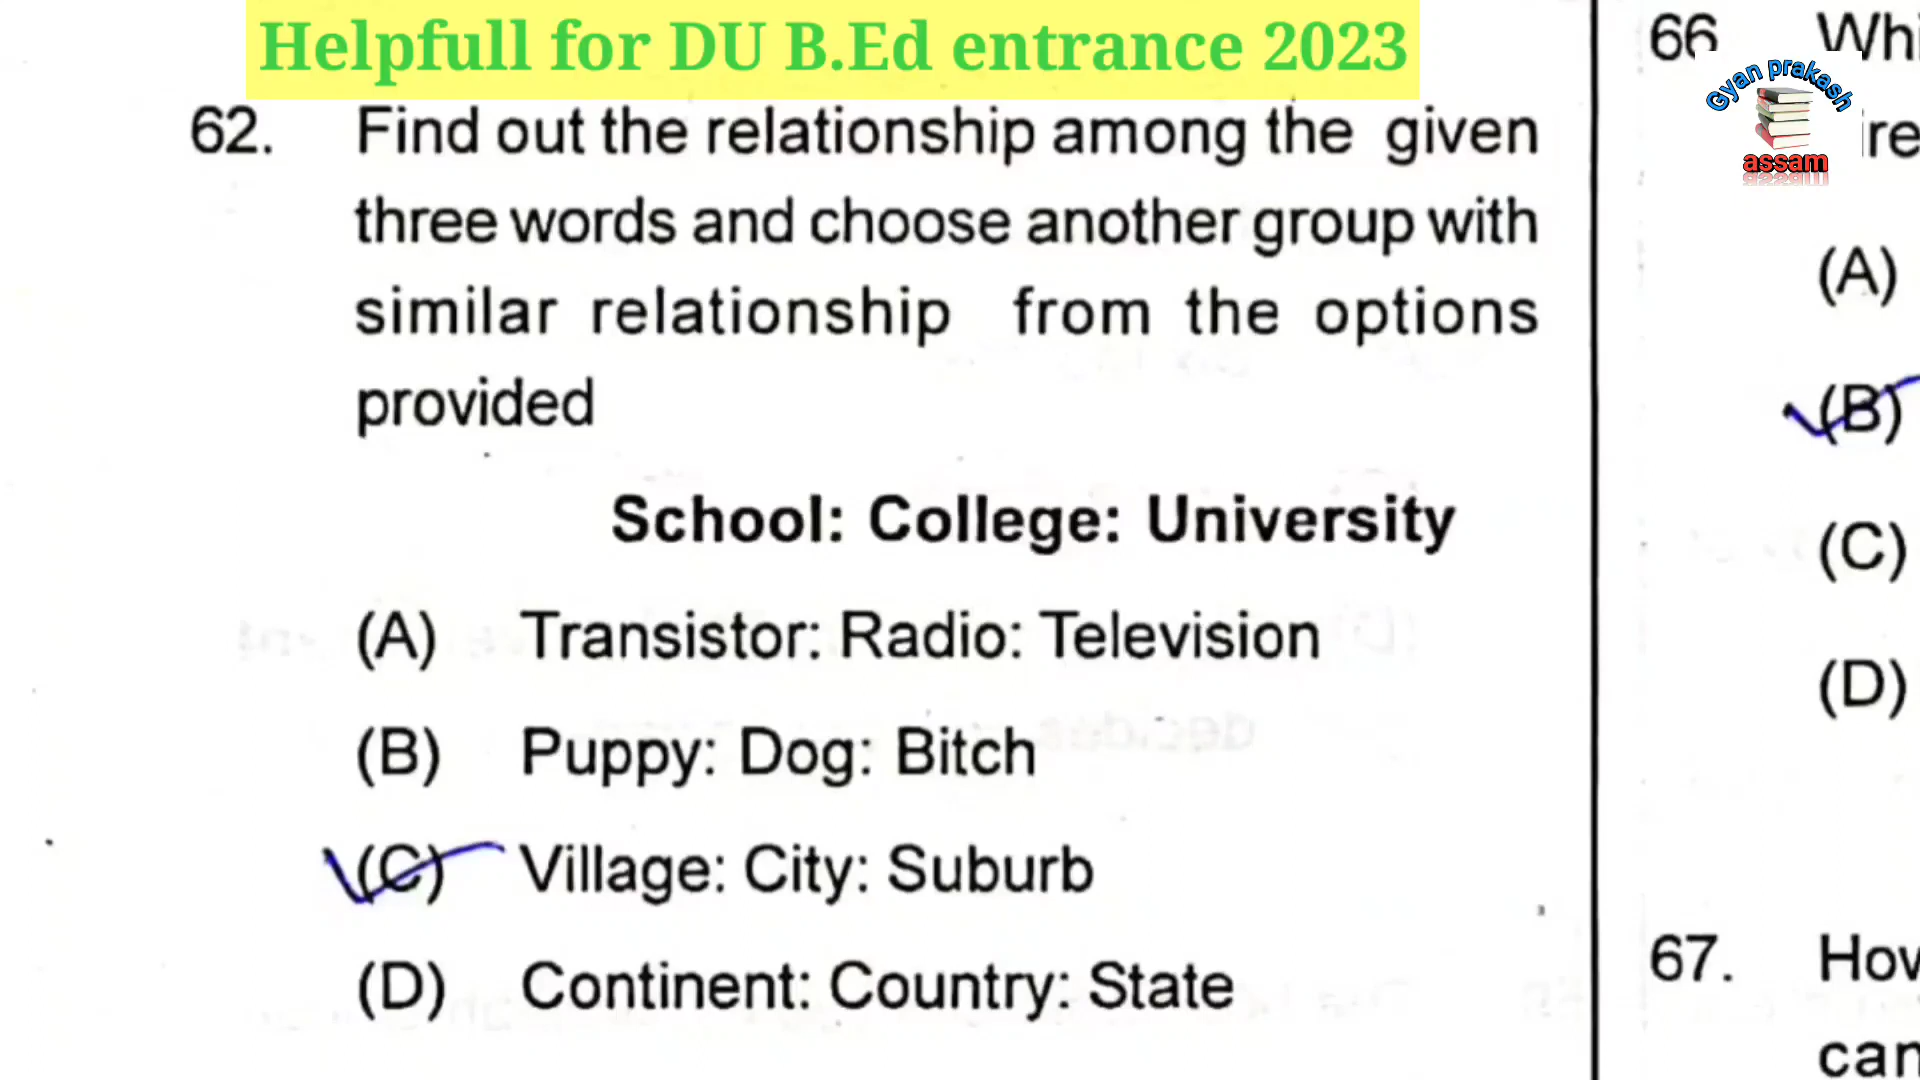 Helpfull for DU B.Ed entrance 2023
62. Find out the relationship among the given
three words and choose another group with
similar relationship from the options
provided
School: College: University
(A) Transistor: Radio: Television
(B) Puppy: Dog: Bitch
(C) Village: City: Suburb
(D) Continent: Country: State
66
Gyan prakash
assam
(A)
(B)
(C)
(D)
67. How
can